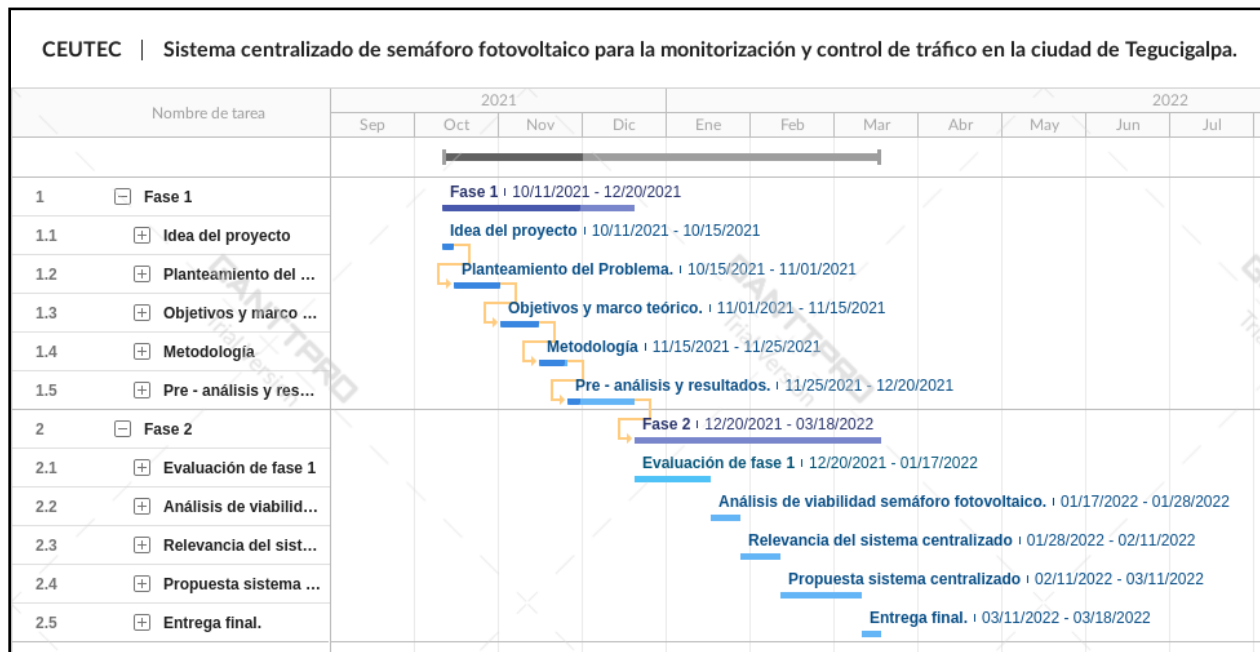 CEUTEC | Sistema centralizado de semáforo fotovoltaico para la monitorización y control de tráfico en la ciudad de Tegucigalpa.
Nombre de tarea
2021 2022
Sep Oct Nov Dic Ene Feb Mar Abr May Jun Jul
1 Fase 1 Fase 1 10/11/2021 - 12/20/2021
1.1 Idea del proyecto Idea del proyecto 10/11/2021 - 10/15/2021
1.2 Planteamiento del ... Planteamiento del Problema. 10/15/2021 - 11/01/2021
1.3 Objetivos y marco ... Objetivos y marco teórico. 11/01/2021 - 11/15/2021
1.4 Metodología Metodología 11/15/2021 - 11/25/2021
1.5 Pre - análisis y res... Pre - análisis y resultados. 11/25/2021 - 12/20/2021
2 Fase 2 Fase 2 12/20/2021 - 03/18/2022
2.1 Evaluación de fase 1 Evaluación de fase 1 12/20/2021 - 01/17/2022
2.2 Análisis de viabilid... Análisis de viabilidad semáforo fotovoltaico. 01/17/2022 - 01/28/2022
2.3 Relevancia del sist... Relevancia del sistema centralizado 01/28/2022 - 02/11/2022
2.4 Propuesta sistema ... Propuesta sistema centralizado 02/11/2022 - 03/11/2022
2.5 Entrega final. Entrega final. 03/11/2022 - 03/18/2022
GANTTPRO
Trial version
GANTTPRO
Trial version